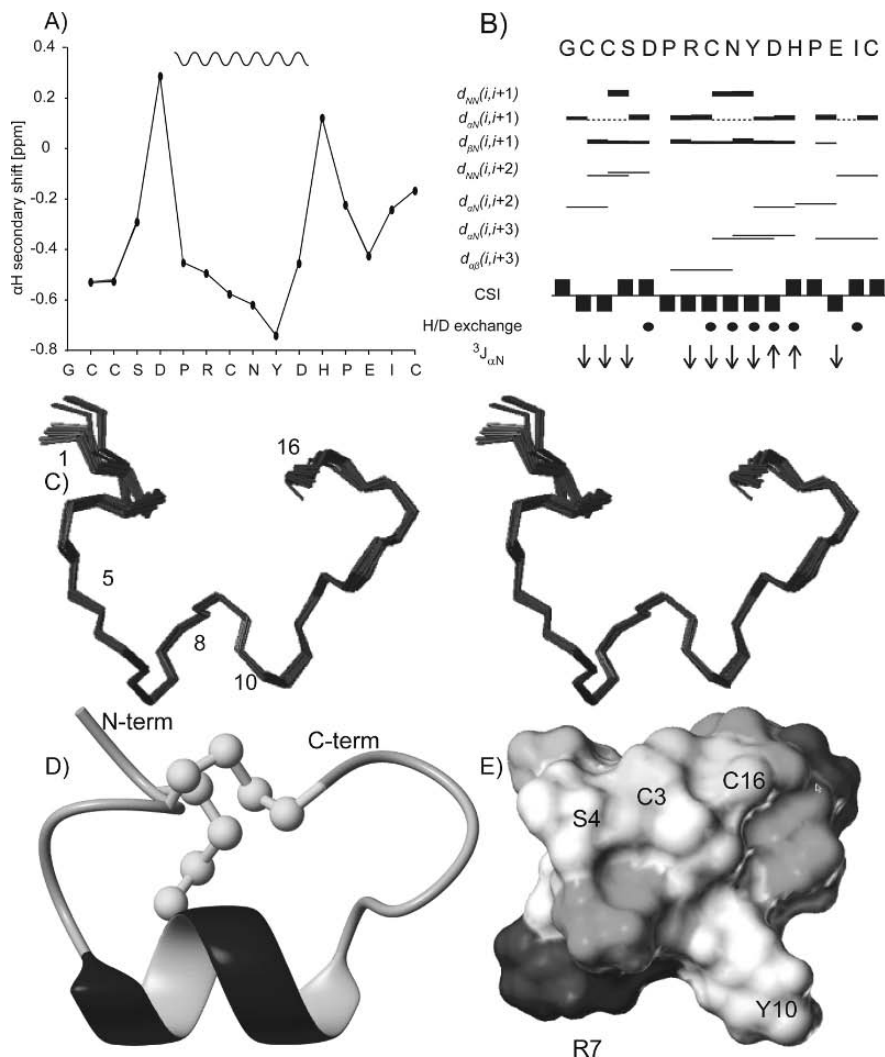 A)
αH secondary shift [ppm]
0.4
0.2
0
-0.2
-0.4
-0.6
-0.8
G C C S D P R C N Y D H P E I C
B)
G C C S D P R C N Y D H P E I C
dNN(i,i+1)
dαN(i,i+1)
dβN(i,i+1)
dNN(i,i+2)
dαN(i,i+2)
dαN(i,i+3)
dαβ(i,i+3)
CSI
H/D exchange
³JαN
C)
1
16
5
8
10
D)
N-term
C-term
E)
S4
C3
C16
Y10
R7